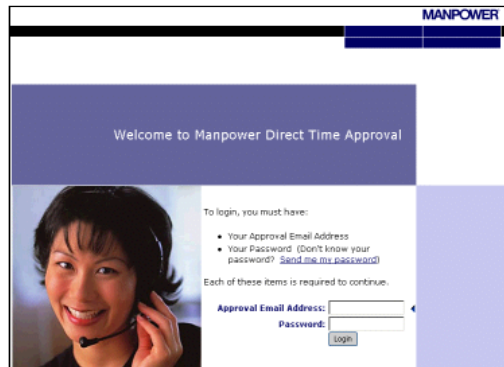 MANPOWER
Welcome to Manpower Direct Time Approval
To login, you must have:
• Your Approval Email Address
• Your Password (Don't know your
password? Send me my password)
Each of these items is required to continue.
Approval Email Address:
Password:
Login